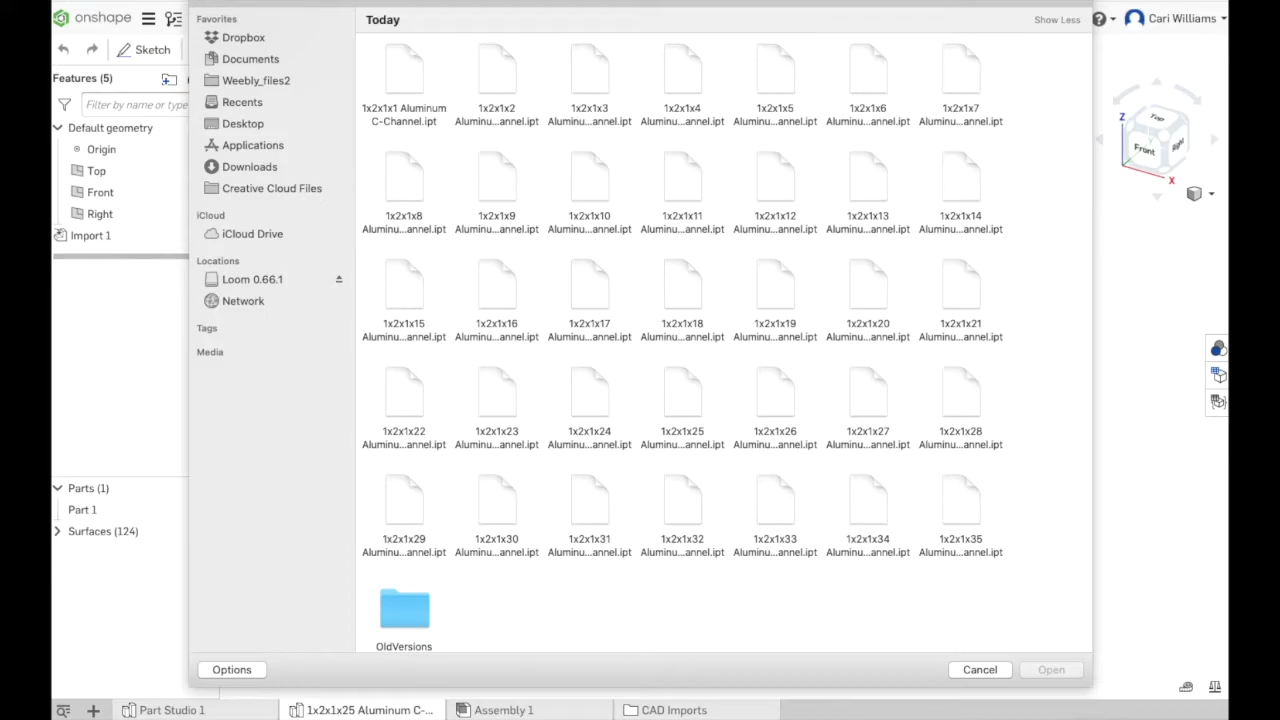 onshape
Sketch
Features (5)
Filter by name or type
Default geometry
Origin
Top
Front
Right
Import 1
Parts (1)
Part 1
Surfaces (124)
Favorites
Dropbox
Documents
Weebly_files2
Recents
Desktop
Applications
Downloads
Creative Cloud Files
iCloud
iCloud Drive
Locations
Loom 0.66.1
Network
Tags
Media
Today
Show Less
1x2x1x1 Aluminum C-Channel.ipt
1x2x1x2 Aluminu...annel.ipt
1x2x1x3 Aluminu...annel.ipt
1x2x1x4 Aluminu...annel.ipt
1x2x1x5 Aluminu...annel.ipt
1x2x1x6 Aluminu...annel.ipt
1x2x1x7 Aluminu...annel.ipt
1x2x1x8 Aluminu...annel.ipt
1x2x1x9 Aluminu...annel.ipt
1x2x1x10 Aluminu...annel.ipt
1x2x1x11 Aluminu...annel.ipt
1x2x1x12 Aluminu...annel.ipt
1x2x1x13 Aluminu...annel.ipt
1x2x1x14 Aluminu...annel.ipt
1x2x1x15 Aluminu...annel.ipt
1x2x1x16 Aluminu...annel.ipt
1x2x1x17 Aluminu...annel.ipt
1x2x1x18 Aluminu...annel.ipt
1x2x1x19 Aluminu...annel.ipt
1x2x1x20 Aluminu...annel.ipt
1x2x1x21 Aluminu...annel.ipt
1x2x1x22 Aluminu...annel.ipt
1x2x1x23 Aluminu...annel.ipt
1x2x1x24 Aluminu...annel.ipt
1x2x1x25 Aluminu...annel.ipt
1x2x1x26 Aluminu...annel.ipt
1x2x1x27 Aluminu...annel.ipt
1x2x1x28 Aluminu...annel.ipt
1x2x1x29 Aluminu...annel.ipt
1x2x1x30 Aluminu...annel.ipt
1x2x1x31 Aluminu...annel.ipt
1x2x1x32 Aluminu...annel.ipt
1x2x1x33 Aluminu...annel.ipt
1x2x1x34 Aluminu...annel.ipt
1x2x1x35 Aluminu...annel.ipt
OldVersions
Options
Cancel
Open
Cari Williams
Z
Top
Front
Right
X
Part Studio 1
1x2x1x25 Aluminum C-...
Assembly 1
CAD Imports